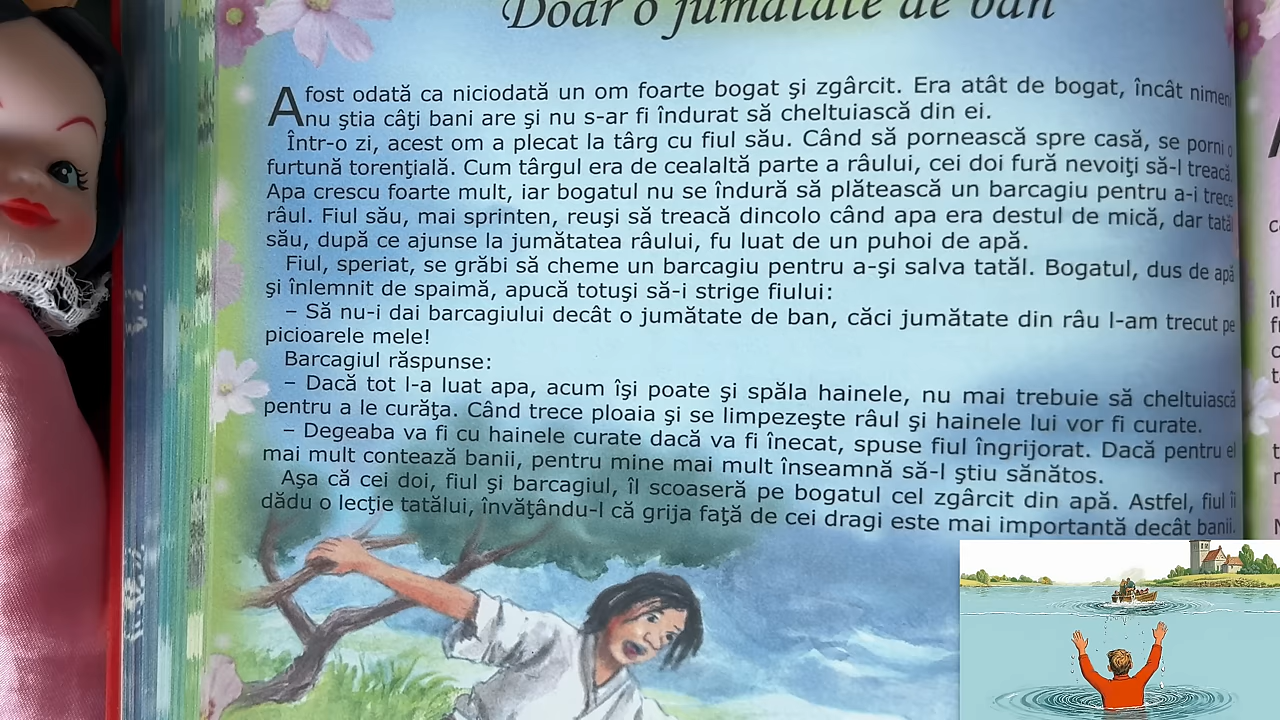 Doar o jumătate de ban
A fost odată ca niciodată un om foarte bogat şi zgârcit. Era atât de bogat, încât nimeni
nu ştia câţi bani are şi nu s-ar fi îndurat să cheltuiască din ei.
Într-o zi, acest om a plecat la târg cu fiul său. Când să pornească spre casă, se porni o
furtună torenţială. Cum târgul era de cealaltă parte a râului, cei doi fură nevoiţi să-l treacă.
Apa crescu foarte mult, iar bogatul nu se îndură să plătească un barcagiu pentru a-i trece
râul. Fiul său, mai sprinten, reuşi să treacă dincolo când apa era destul de mică, dar tatăl
său, după ce ajunse la jumătatea râului, fu luat de un puhoi de apă.
Fiul, speriat, se grăbi să cheme un barcagiu pentru a-şi salva tatăl. Bogatul, dus de apă
şi înlemnit de spaimă, apucă totuşi să-i strige fiului:
– Să nu-i dai barcagiului decât o jumătate de ban, căci jumătate din râu l-am trecut pe
picioarele mele!
Barcagiul răspunse:
– Dacă tot l-a luat apa, acum îşi poate şi spăla hainele, nu mai trebuie să cheltuiască
pentru a le curăţa. Când trece ploaia şi se limpezeşte râul şi hainele lui vor fi curate.
– Degeaba va fi cu hainele curate dacă va fi înecat, spuse fiul îngrijorat. Dacă pentru el
mai mult contează banii, pentru mine mai mult înseamnă să-l ştiu sănătos.
Aşa că cei doi, fiul şi barcagiul, îl scoaseră pe bogatul cel zgârcit din apă. Astfel, fiul îi
dădu o lecţie tatălui, învăţându-l că grija faţă de cei dragi este mai importantă decât banii.